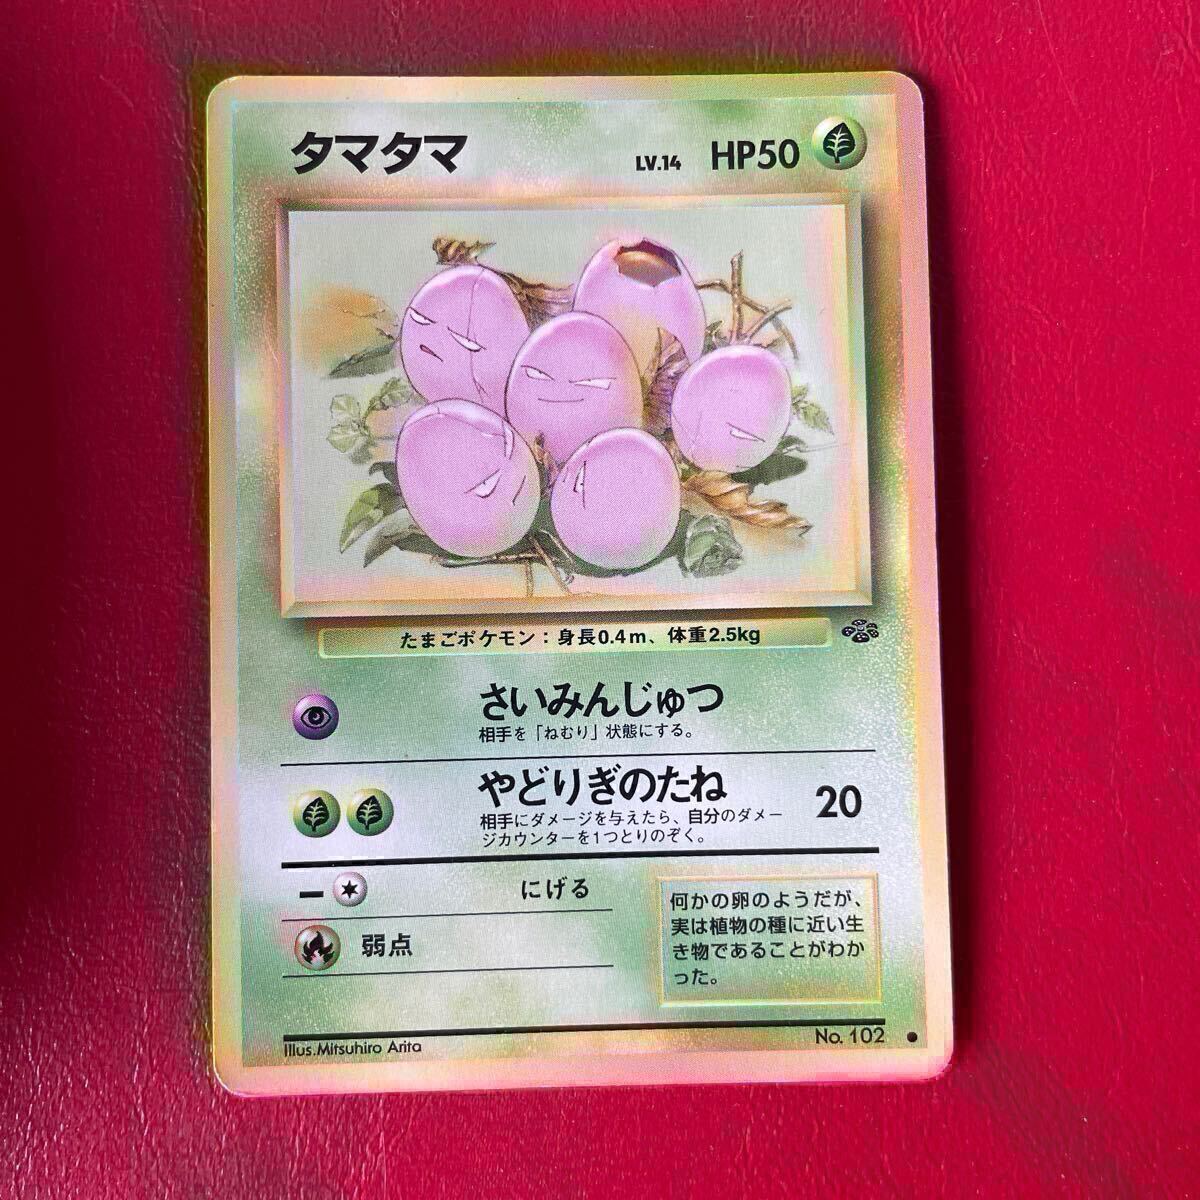 タマタマ LV.14 HP50
たまごポケモン：身長0.4m、体重2.5kg
さいみんじゅつ
相手を「ねむり」状態にする。
やどりぎのたね 20
相手にダメージを与えたら、自分のダメー
ジカウンターを1つとりのぞく。
ー にげる
弱点
何かの卵のようだが、
実は植物の種に近い生
き物であることがわか
った。
Illus.Mitsuhiro Arita
No. 102 ●